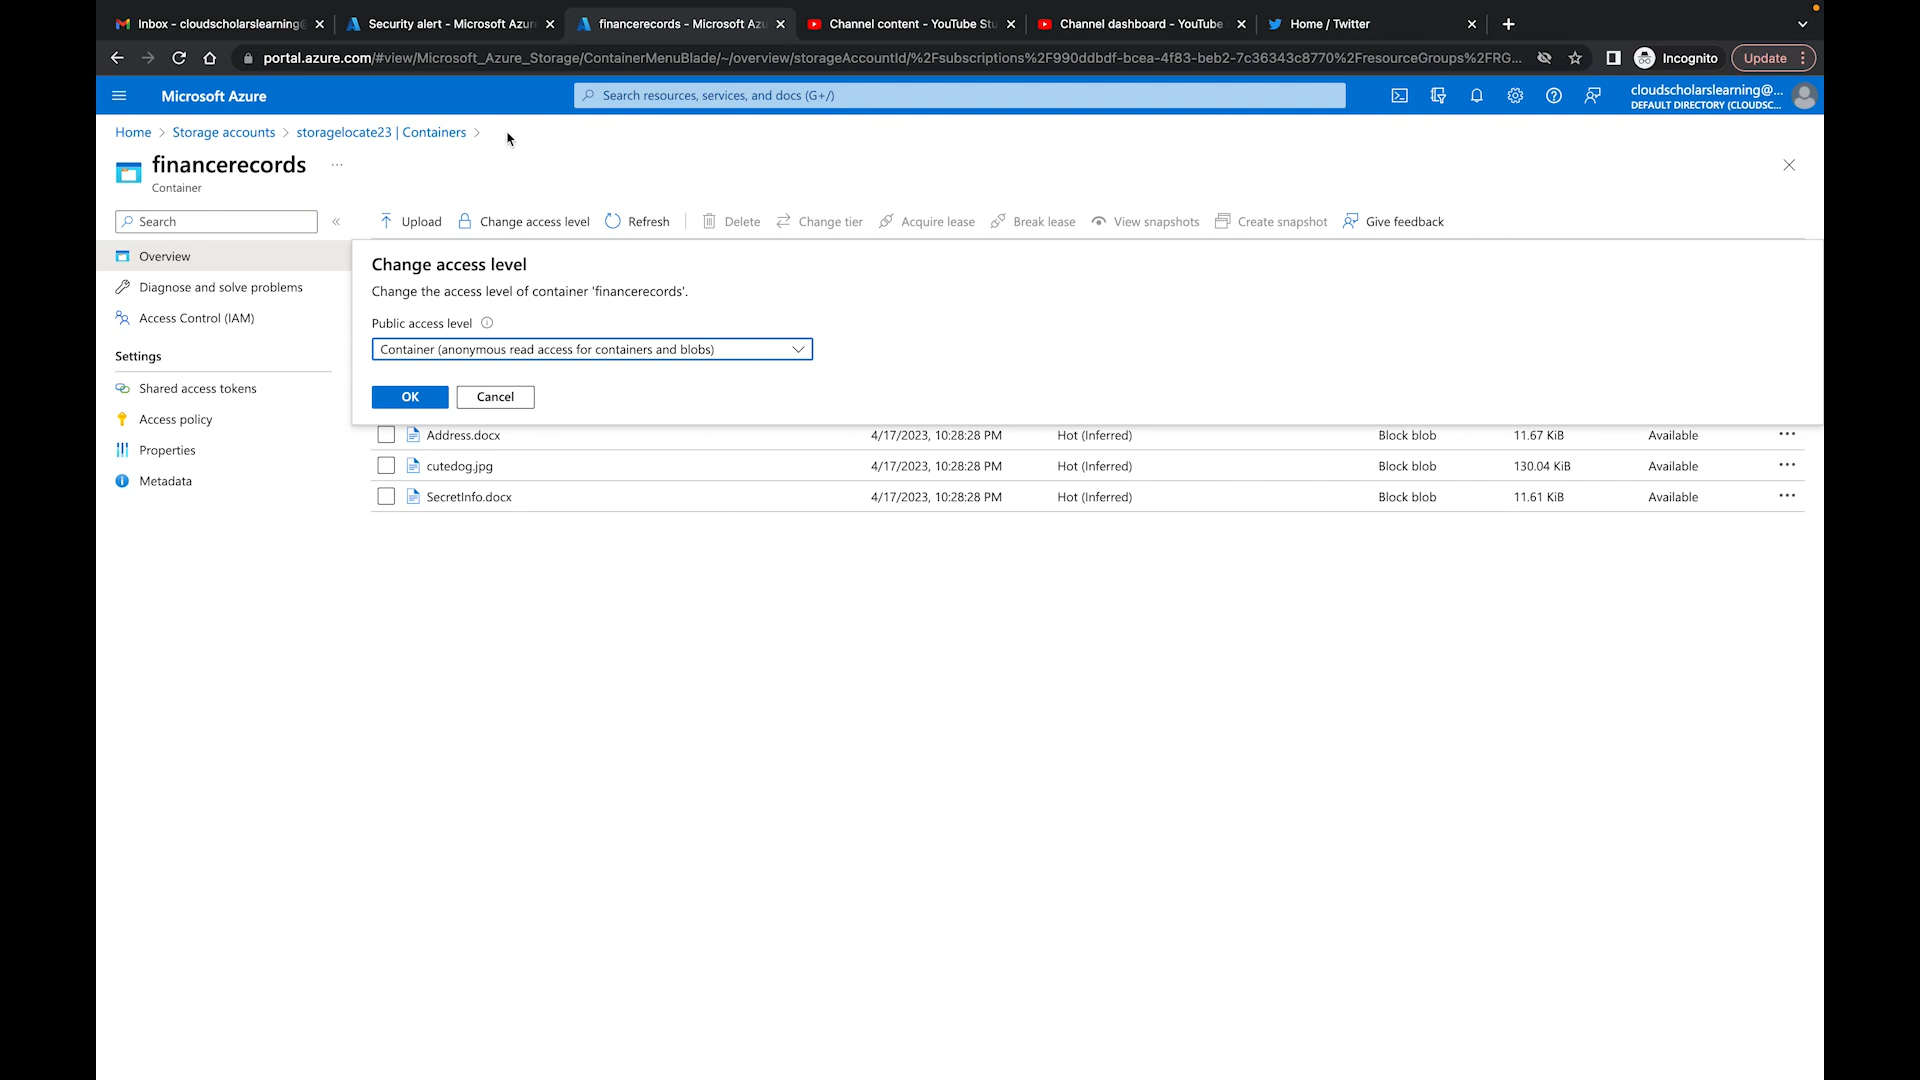 Inbox - cloudscholarslearning@
Security alert - Microsoft Azure
financerecords - Microsoft Azu
Channel content - YouTube Stu
Channel dashboard - YouTube
Home / Twitter
portal.azure.com/#view/Microsoft_Azure_Storage/ContainerMenuBlade/~/overview/storageAccountId/%2Fsubscriptions%2F990ddbdf-bcea-4f83-beb2-7c36343c8770%2FresourceGroups%2FRG...
Incognito
Update
Microsoft Azure
Search resources, services, and docs (G+/)
cloudscholarslearning@...
DEFAULT DIRECTORY (CLOUDSC...
Home > Storage accounts > storagelocate23 | Containers >
financerecords ...
Container
Search
Upload
Change access level
Refresh
Delete
Change tier
Acquire lease
Break lease
View snapshots
Create snapshot
Give feedback
Overview
Diagnose and solve problems
Access Control (IAM)
Settings
Shared access tokens
Access policy
Properties
Metadata
Change access level
Change the access level of container 'financerecords'.
Public access level
Container (anonymous read access for containers and blobs)
OK
Cancel
Address.docx 4/17/2023, 10:28:28 PM Hot (Inferred) Block blob 11.67 KiB Available ...
cutedog.jpg 4/17/2023, 10:28:28 PM Hot (Inferred) Block blob 130.04 KiB Available ...
SecretInfo.docx 4/17/2023, 10:28:28 PM Hot (Inferred) Block blob 11.61 KiB Available ...